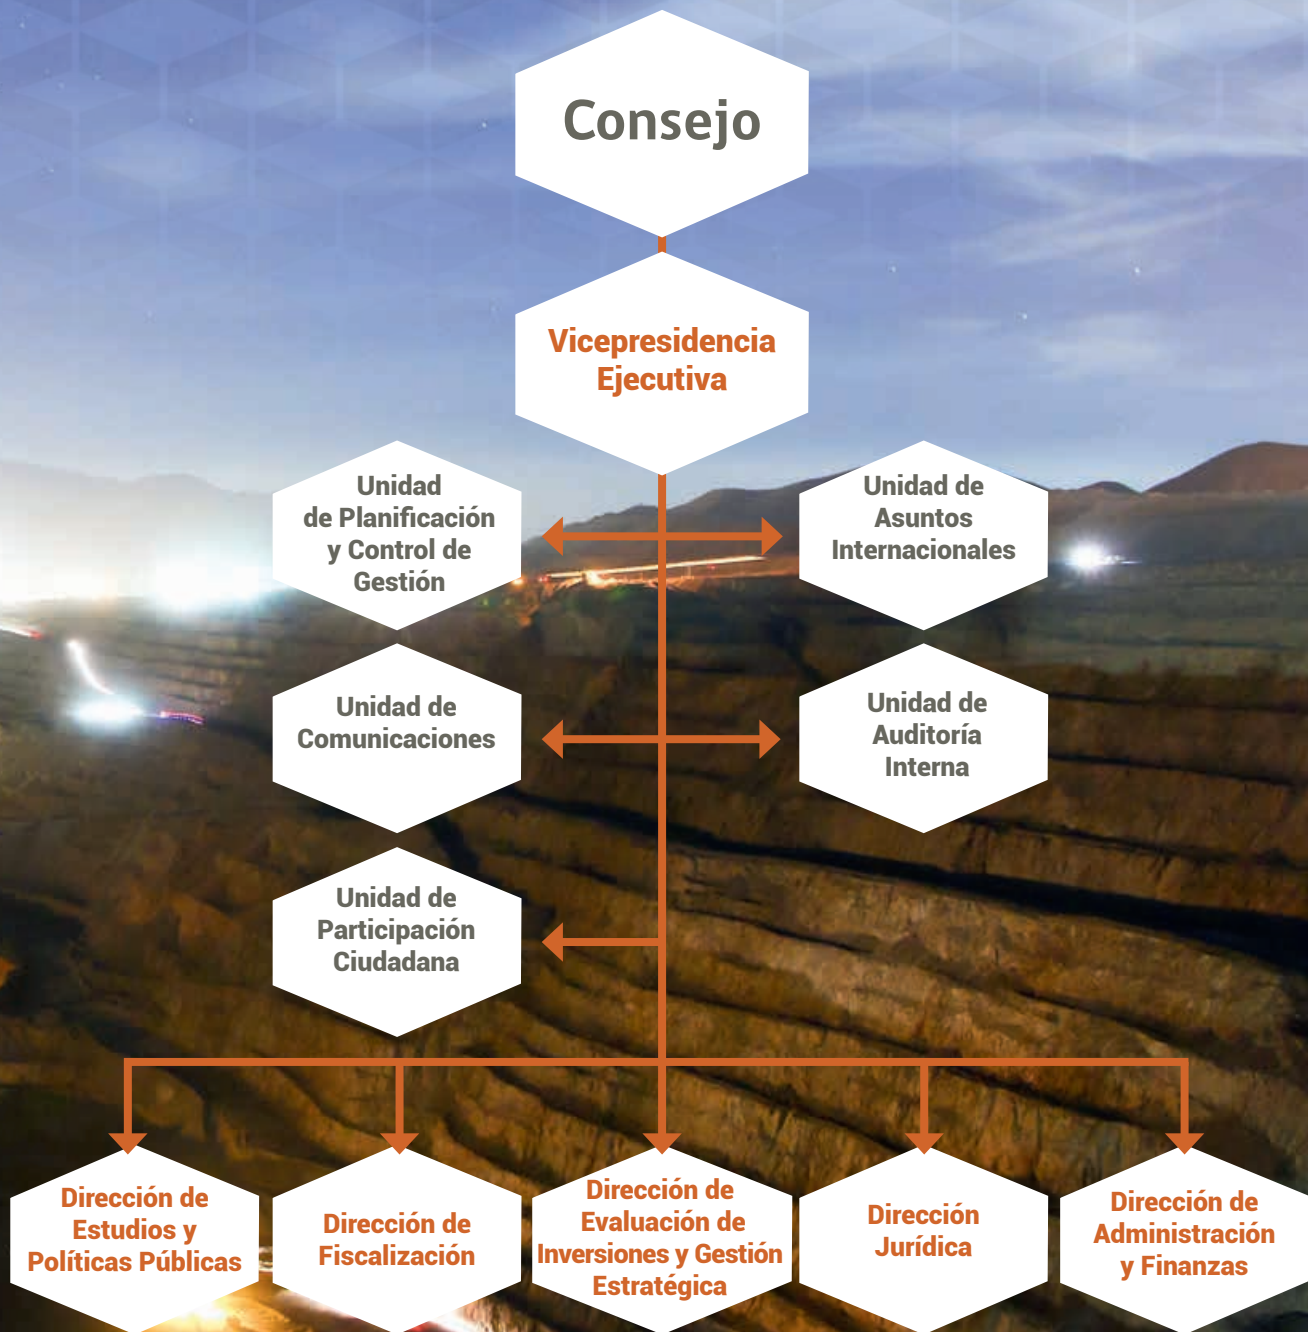 Consejo
Vicepresidencia
Ejecutiva
Unidad
de Planificación
y Control de
Gestión
Unidad de
Asuntos
Internacionales
Unidad de
Comunicaciones
Unidad de
Auditoría
Interna
Unidad de
Participación
Ciudadana
Dirección de
Estudios y
Políticas Públicas
Dirección de
Fiscalización
Dirección de
Evaluación de
Inversiones y Gestión
Estratégica
Dirección
Jurídica
Dirección de
Administración
y Finanzas